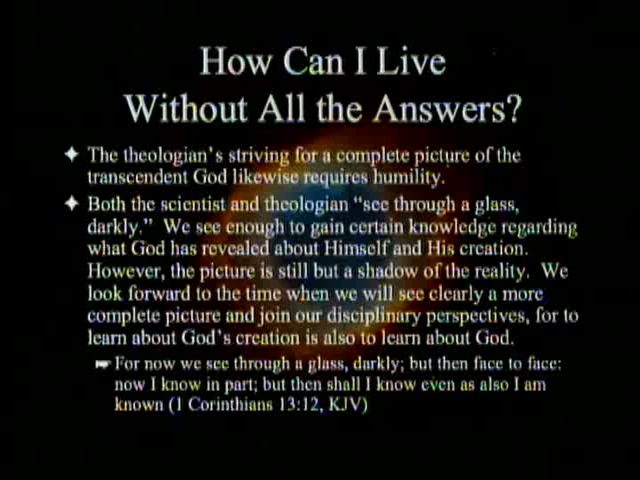 How Can I Live
Without All the Answers?
The theologian's striving for a complete picture of the
transcendent God likewise requires humility.
Both the scientist and theologian “see through a glass,
darkly.” We see enough to gain certain knowledge regarding
what God has revealed about Himself and His creation.
However, the picture is still but a shadow of the reality. We
look forward to the time when we will see clearly a more
complete picture and join our disciplinary perspectives, for to
learn about God's creation is also to learn about God.
For now we see through a glass, darkly; but then face to face:
now I know in part; but then shall I know even as also I am
known (1 Corinthians 13:12, KJV)